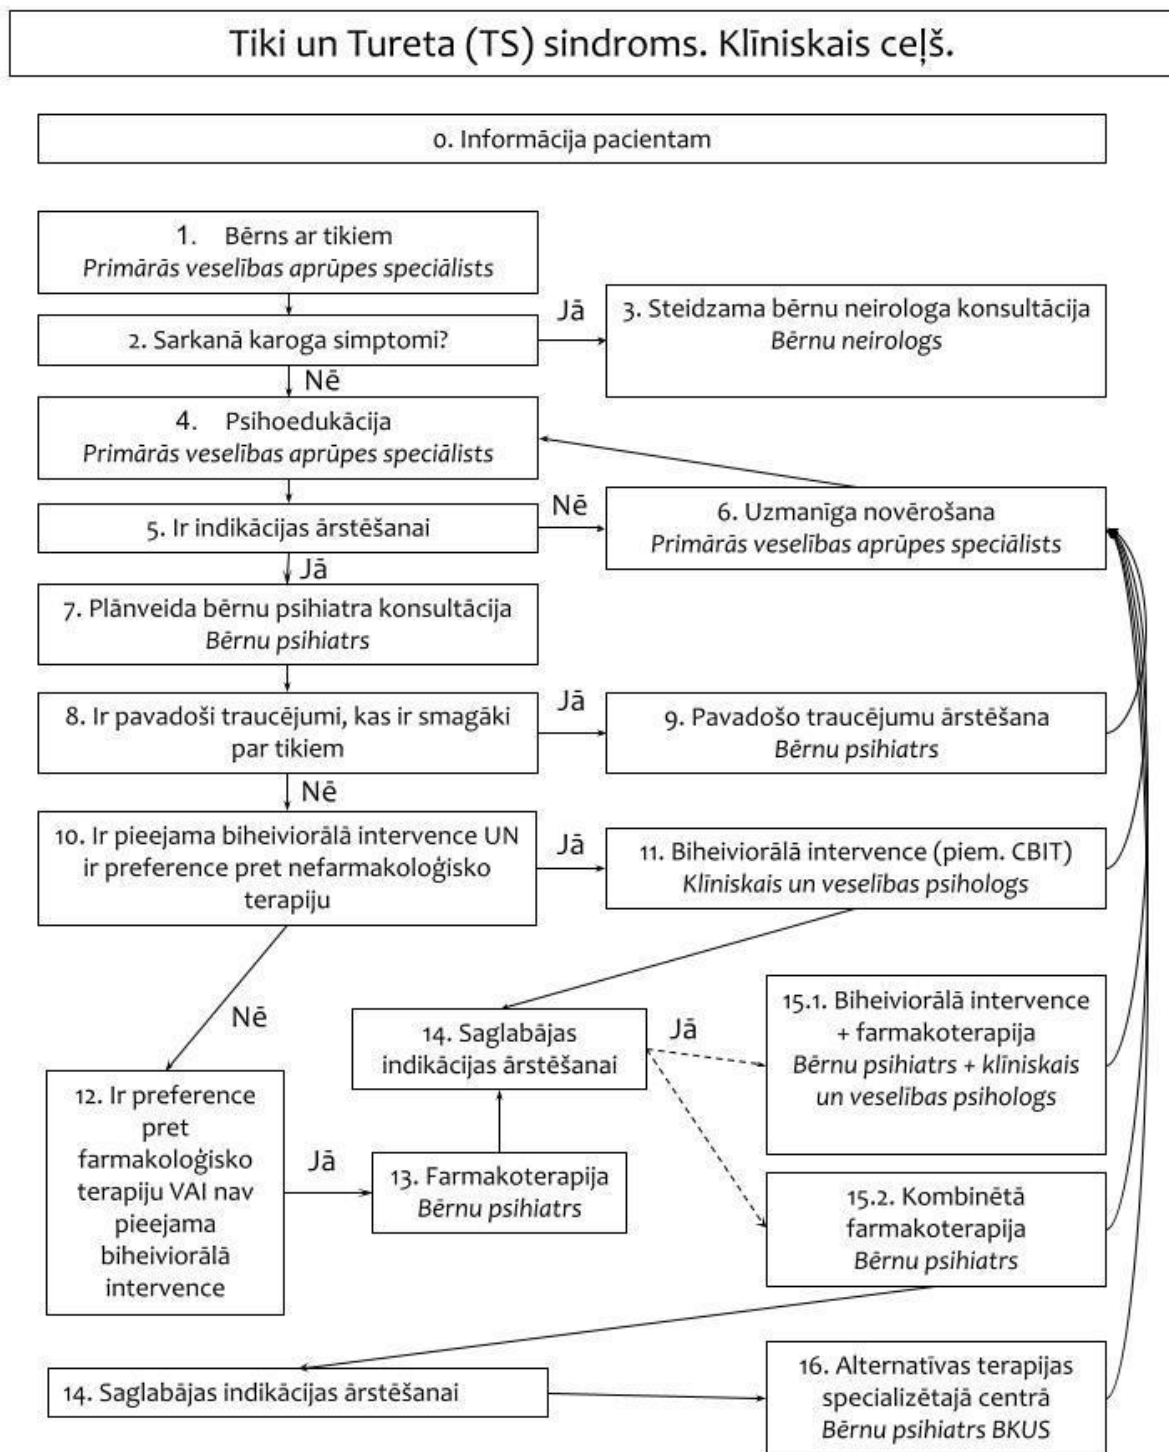 Tiki un Tureta (TS) sindroms. Klīniskais ceļš.
0. Informācija pacientam
1. Bērns ar tikiem
Primārās veselības aprūpes speciālists
2. Sarkanā karoga simptomi?
Jā
3. Steidzama bērnu neirologa konsultācija
Bērnu neirologs
Nē
4. Psihoedukācija
Primārās veselības aprūpes speciālists
5. Ir indikācijas ārstēšanai
Nē
6. Uzmanīga novērošana
Primārās veselības aprūpes speciālists
Jā
7. Plānveida bērnu psihiatra konsultācija
Bērnu psihiatrs
8. Ir pavadoši traucējumi, kas ir smagāki
par tikiem
Jā
9. Pavadošo traucējumu ārstēšana
Bērnu psihiatrs
Nē
10. Ir pieejama biheiviorālā intervence UN
ir preference pret nefarmakoloģisko
terapiju
Jā
11. Biheiviorālā intervence (piem. CBIT)
Klīniskais un veselības psihologs
Nē
12. Ir preference
pret
farmakoloģisko
terapiju VAI nav
pieejama
biheiviorālā
intervence
Jā
13. Farmakoterapija
Bērnu psihiatrs
14. Saglabājas
indikācijas ārstēšanai
Jā
15.1. Biheiviorālā intervence
+ farmakoterapija
Bērnu psihiatrs + klīniskais
un veselības psihologs
15.2. Kombinētā
farmakoterapija
Bērnu psihiatrs
14. Saglabājas indikācijas ārstēšanai
16. Alternatīvas terapijas
specializētajā centrā
Bērnu psihiatrs BKUS